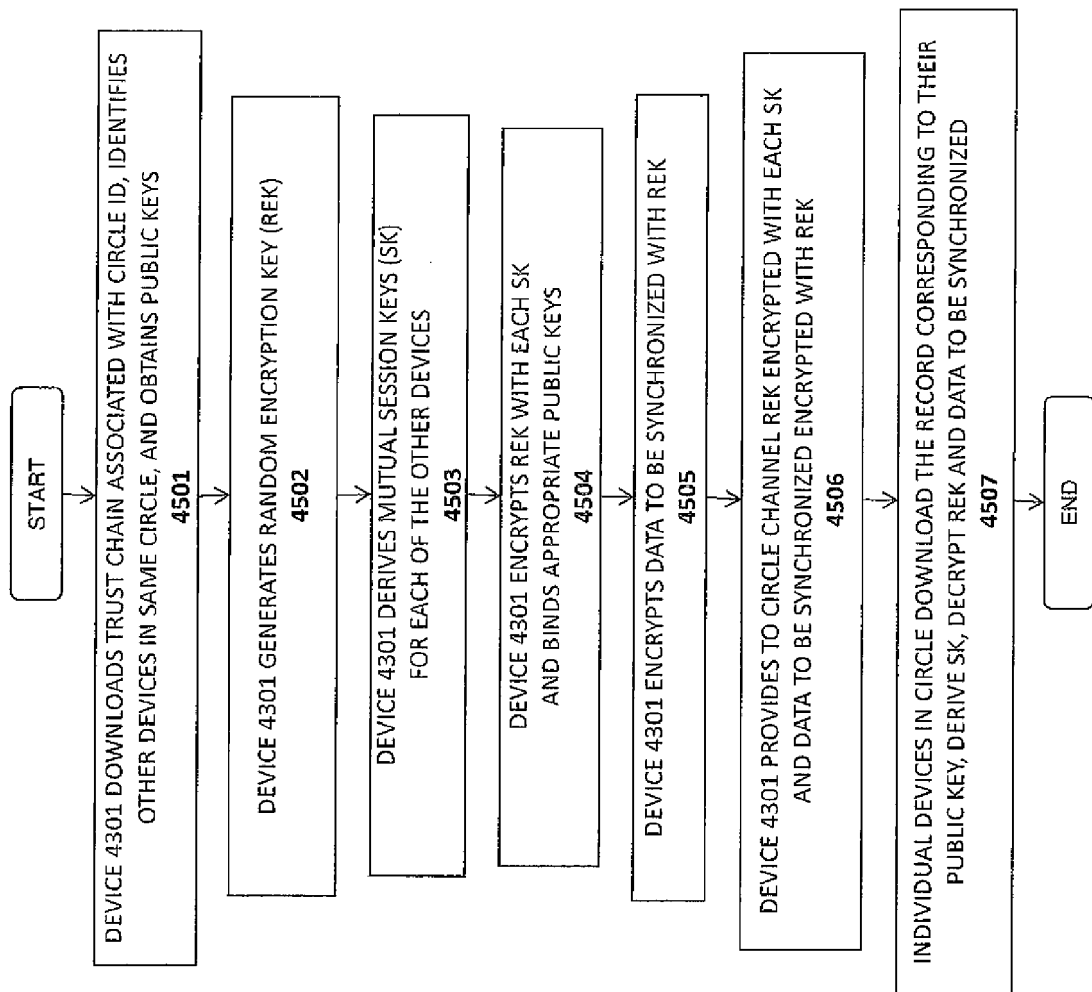 START
DEVICE 4301 DOWNLOADS TRUST CHAIN ASSOCIATED WITH CIRCLE ID, IDENTIFIES
OTHER DEVICES IN SAME CIRCLE, AND OBTAINS PUBLIC KEYS
4501
DEVICE 4301 GENERATES RANDOM ENCRYPTION KEY (REK)
4502
DEVICE 4301 DERIVES MUTUAL SESSION KEYS (SK)
FOR EACH OF THE OTHER DEVICES
4503
DEVICE 4301 ENCRYPTS REK WITH EACH SK
AND BINDS APPROPRIATE PUBLIC KEYS
4504
DEVICE 4301 ENCRYPTS DATA TO BE SYNCHRONIZED WITH REK
4505
DEVICE 4301 PROVIDES TO CIRCLE CHANNEL REK ENCRYPTED WITH EACH SK
AND DATA TO BE SYNCHRONIZED ENCRYPTED WITH REK
4506
INDIVIDUAL DEVICES IN CIRCLE DOWNLOAD THE RECORD CORRESPONDING TO THEIR
PUBLIC KEY, DERIVE SK, DECRYPT REK AND DATA TO BE SYNCHRONIZED
4507
END